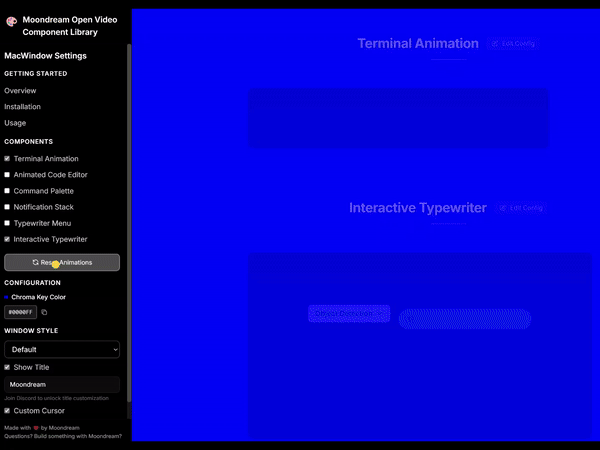 Moondream Open Video
Component Library
MacWindow Settings
GETTING STARTED
Overview
Installation
Usage
COMPONENTS
Terminal Animation
Animated Code Editor
Command Palette
Notification Stack
Typewriter Menu
Interactive Typewriter
Reset Animations
CONFIGURATION
Chroma Key Color
#0000FF
WINDOW STYLE
Default
Show Title
Moondream
Join Discord to unlock title customization
Custom Cursor
Made with ❤️ by Moondream
Questions? Build something with Moondream?
Terminal Animation
Edit Config
Interactive Typewriter
Edit Config